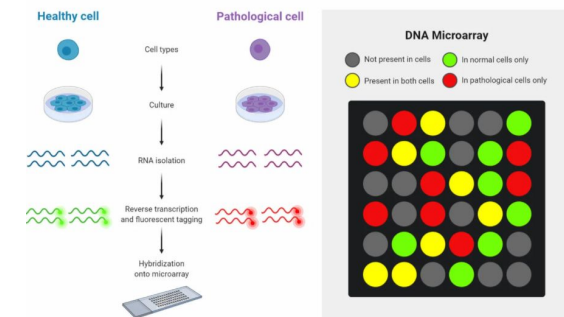 Healthy cell
Pathological cell
Cell types
Culture
RNA isolation
Reverse transcription
and fluorescent tagging
Hybridization
onto microarray
DNA Microarray
Not present in cells
In normal cells only
Present in both cells
In pathological cells only